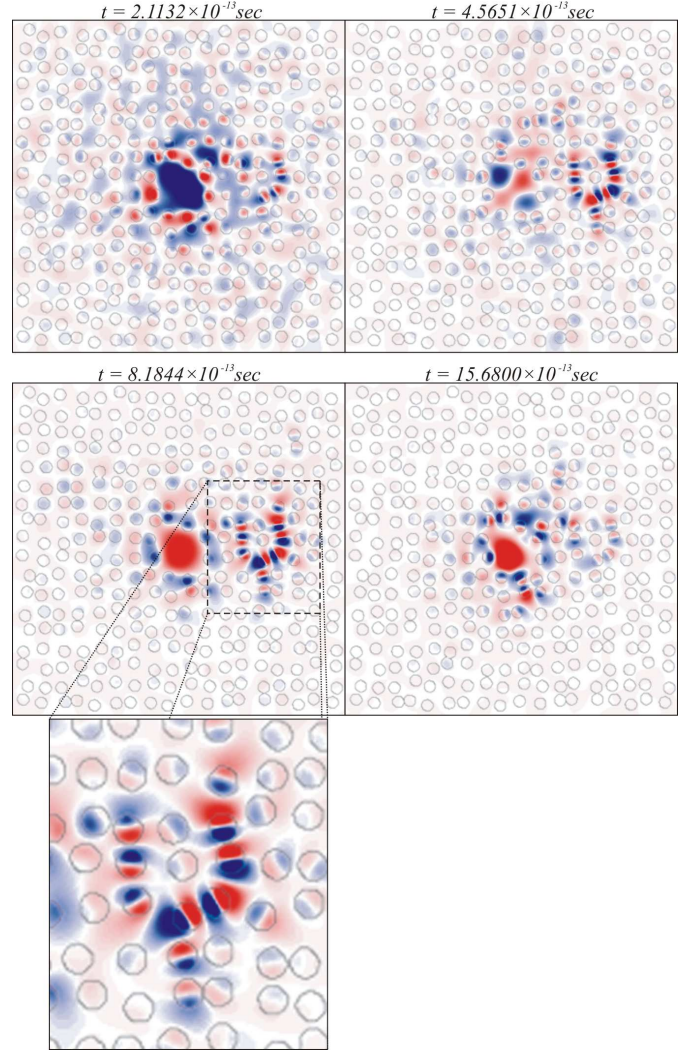 t = 2.1132×10⁻¹³sec
t = 4.5651×10⁻¹³sec
t = 8.1844×10⁻¹³sec
t = 15.6800×10⁻¹³sec